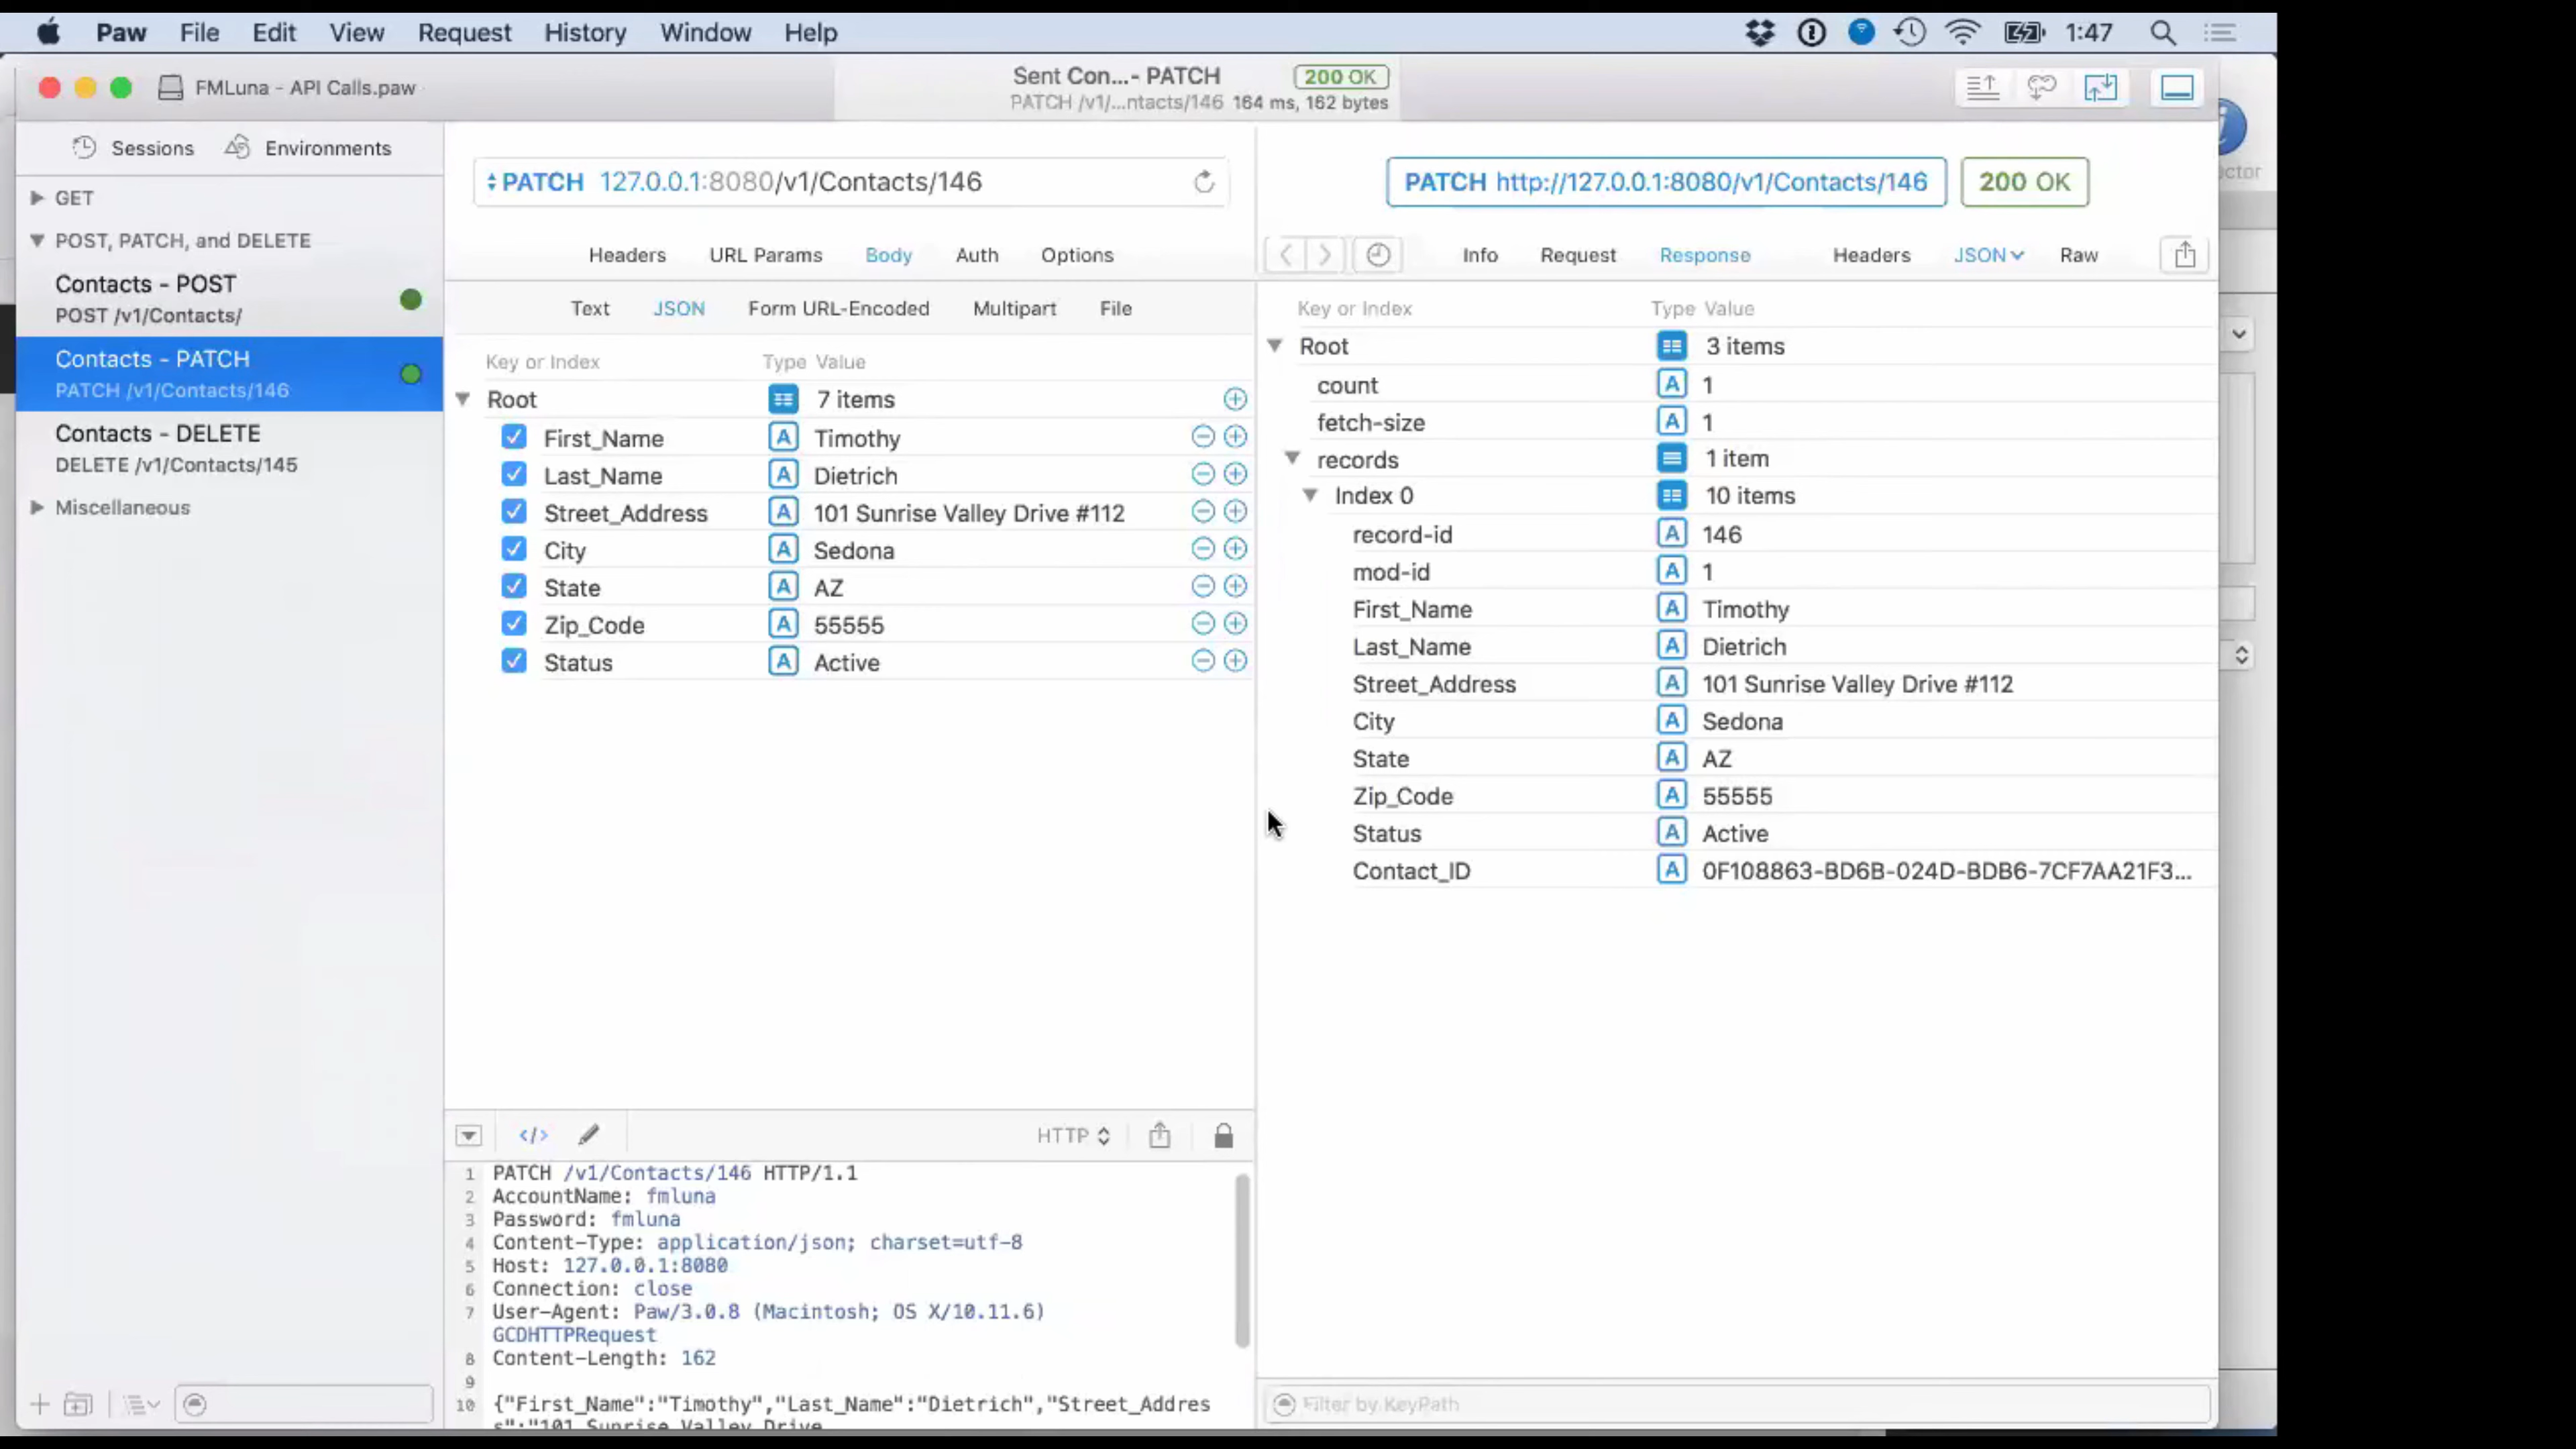 Paw File Edit View Request History Window Help 1:47
FMLuna - API Calls.paw
Sent Con...- PATCH 200 OK
PATCH /v1/...ntacts/146 164 ms, 162 bytes
Sessions Environments
GET
POST, PATCH, and DELETE
Contacts - POST
POST /v1/Contacts/
Contacts - PATCH
PATCH /v1/Contacts/146
Contacts - DELETE
DELETE /v1/Contacts/145
Miscellaneous
PATCH 127.0.0.1:8080/v1/Contacts/146
Headers URL Params Body Auth Options
Text JSON Form URL-Encoded Multipart File
Key or Index Type Value
Root 7 items
First_Name A Timothy
Last_Name A Dietrich
Street_Address A 101 Sunrise Valley Drive #112
City A Sedona
State A AZ
Zip_Code A 55555
Status A Active
HTTP
1 PATCH /v1/Contacts/146 HTTP/1.1
2 AccountName: fmluna
3 Password: fmluna
4 Content-Type: application/json; charset=utf-8
5 Host: 127.0.0.1:8080
6 Connection: close
7 User-Agent: Paw/3.0.8 (Macintosh; OS X/10.11.6)
GCDHTTPRequest
8 Content-Length: 162
9
10 {"First_Name":"Timothy","Last_Name":"Dietrich","Street_Addres
s":"101 Sunrise Valley Drive
PATCH http://127.0.0.1:8080/v1/Contacts/146 200 OK
Info Request Response Headers JSON Raw
Key or Index Type Value
Root 3 items
count A 1
fetch-size A 1
records 1 item
Index 0 10 items
record-id A 146
mod-id A 1
First_Name A Timothy
Last_Name A Dietrich
Street_Address A 101 Sunrise Valley Drive #112
City A Sedona
State A AZ
Zip_Code A 55555
Status A Active
Contact_ID A 0F108863-BD6B-024D-BDB6-7CF7AA21F3...
Filter by KeyPath
ctor